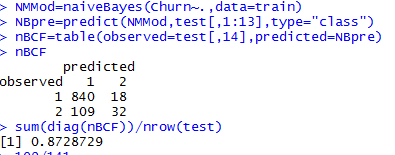 > NMMod=naiveBayes(Churn~.,data=train)
> NBpre=predict(NMMod,test[,1:13],type="class")
> nBCF=table(observed=test[,14],predicted=NBpre)
> nBCF
predicted
observed 1 2
1 840 18
2 109 32
> sum(diag(nBCF))/nrow(test)
[1] 0.8728729